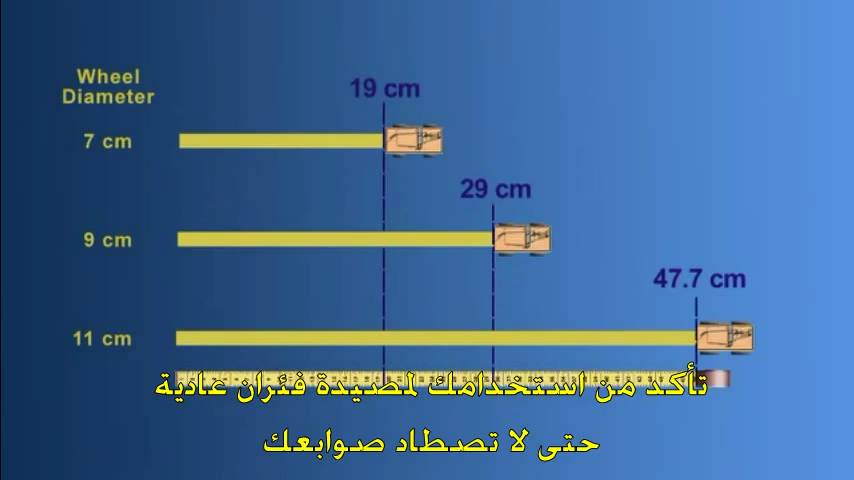 Wheel
Diameter
19 cm
7 cm
29 cm
9 cm
47.7 cm
11 cm
تأكد من استخدامك لمصيدة فئران عادية
حتى لا تصطاد صوابعك